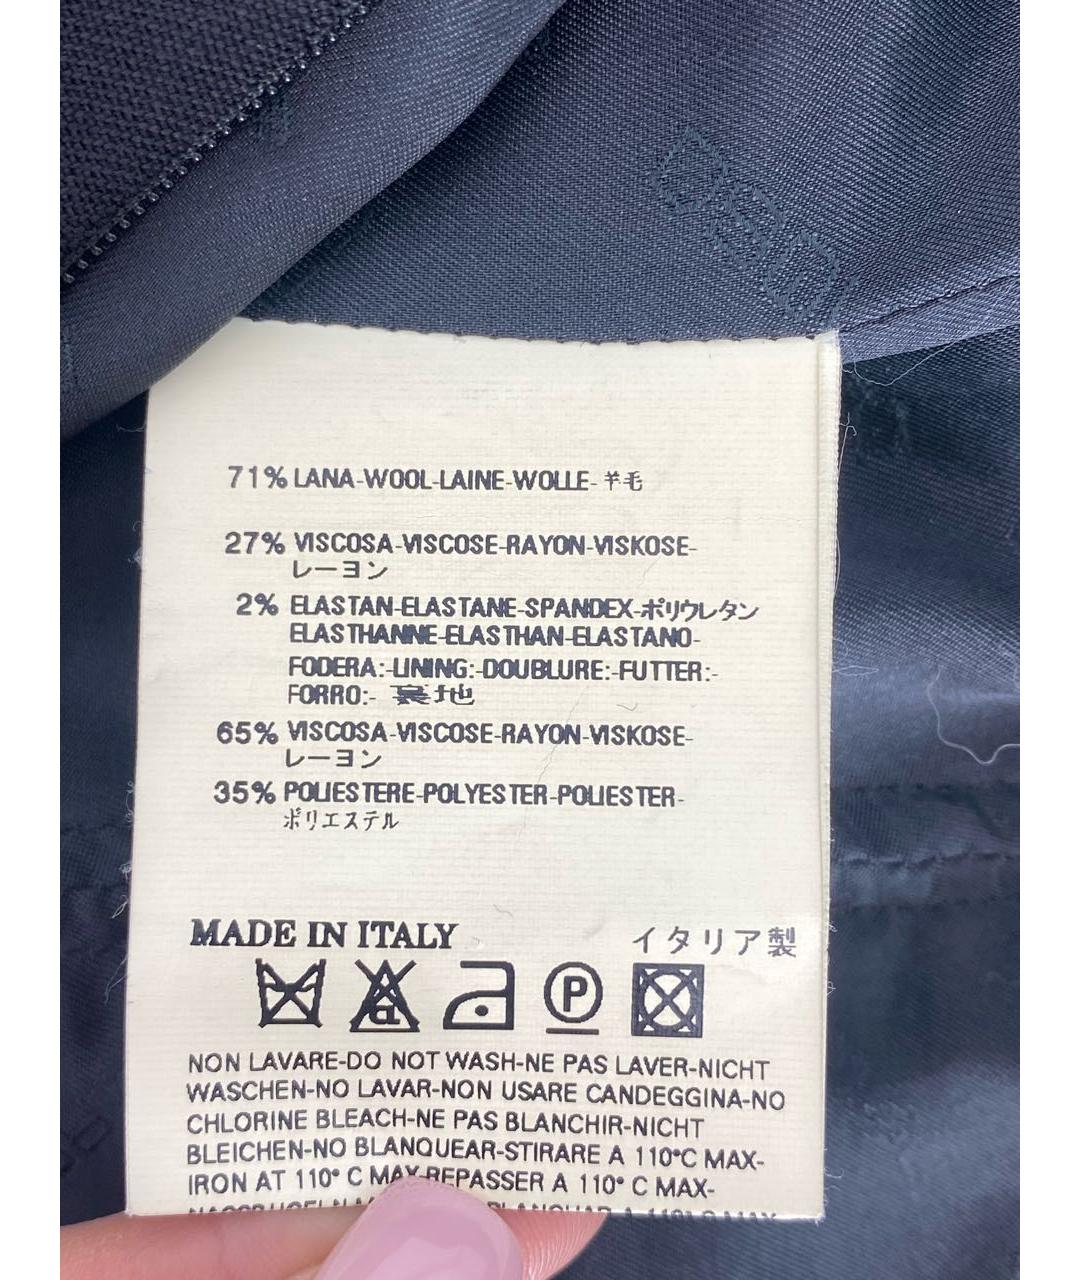 71% LANA-WOOL-LAINE-WOLLE-羊毛
27% VISCOSA-VISCOSE-RAYON-VISKOSE-
レーヨン
2% ELASTAN-ELASTANE-SPANDEX-ポリウレタン
ELASTHANNE-ELASTHAN-ELASTANO-
FODERA:-LINING:-DOUBLURE:-FUTTER:-
FORRO:- 裏地
65% VISCOSA-VISCOSE-RAYON-VISKOSE-
レーヨン
35% POLIESTERE-POLYESTER-POLIESTER-
ポリエステル
MADE IN ITALY イタリア製
P
NON LAVARE-DO NOT WASH-NE PAS LAVER-NICHT
WASCHEN-NO LAVAR-NON USARE CANDEGGINA-NO
CHLORINE BLEACH-NE PAS BLANCHIR-NICHT
BLEICHEN-NO BLANQUEAR-STIRARE A 110°C MAX-
IRON AT 110° C MAX-REPASSER A 110° C MAX-